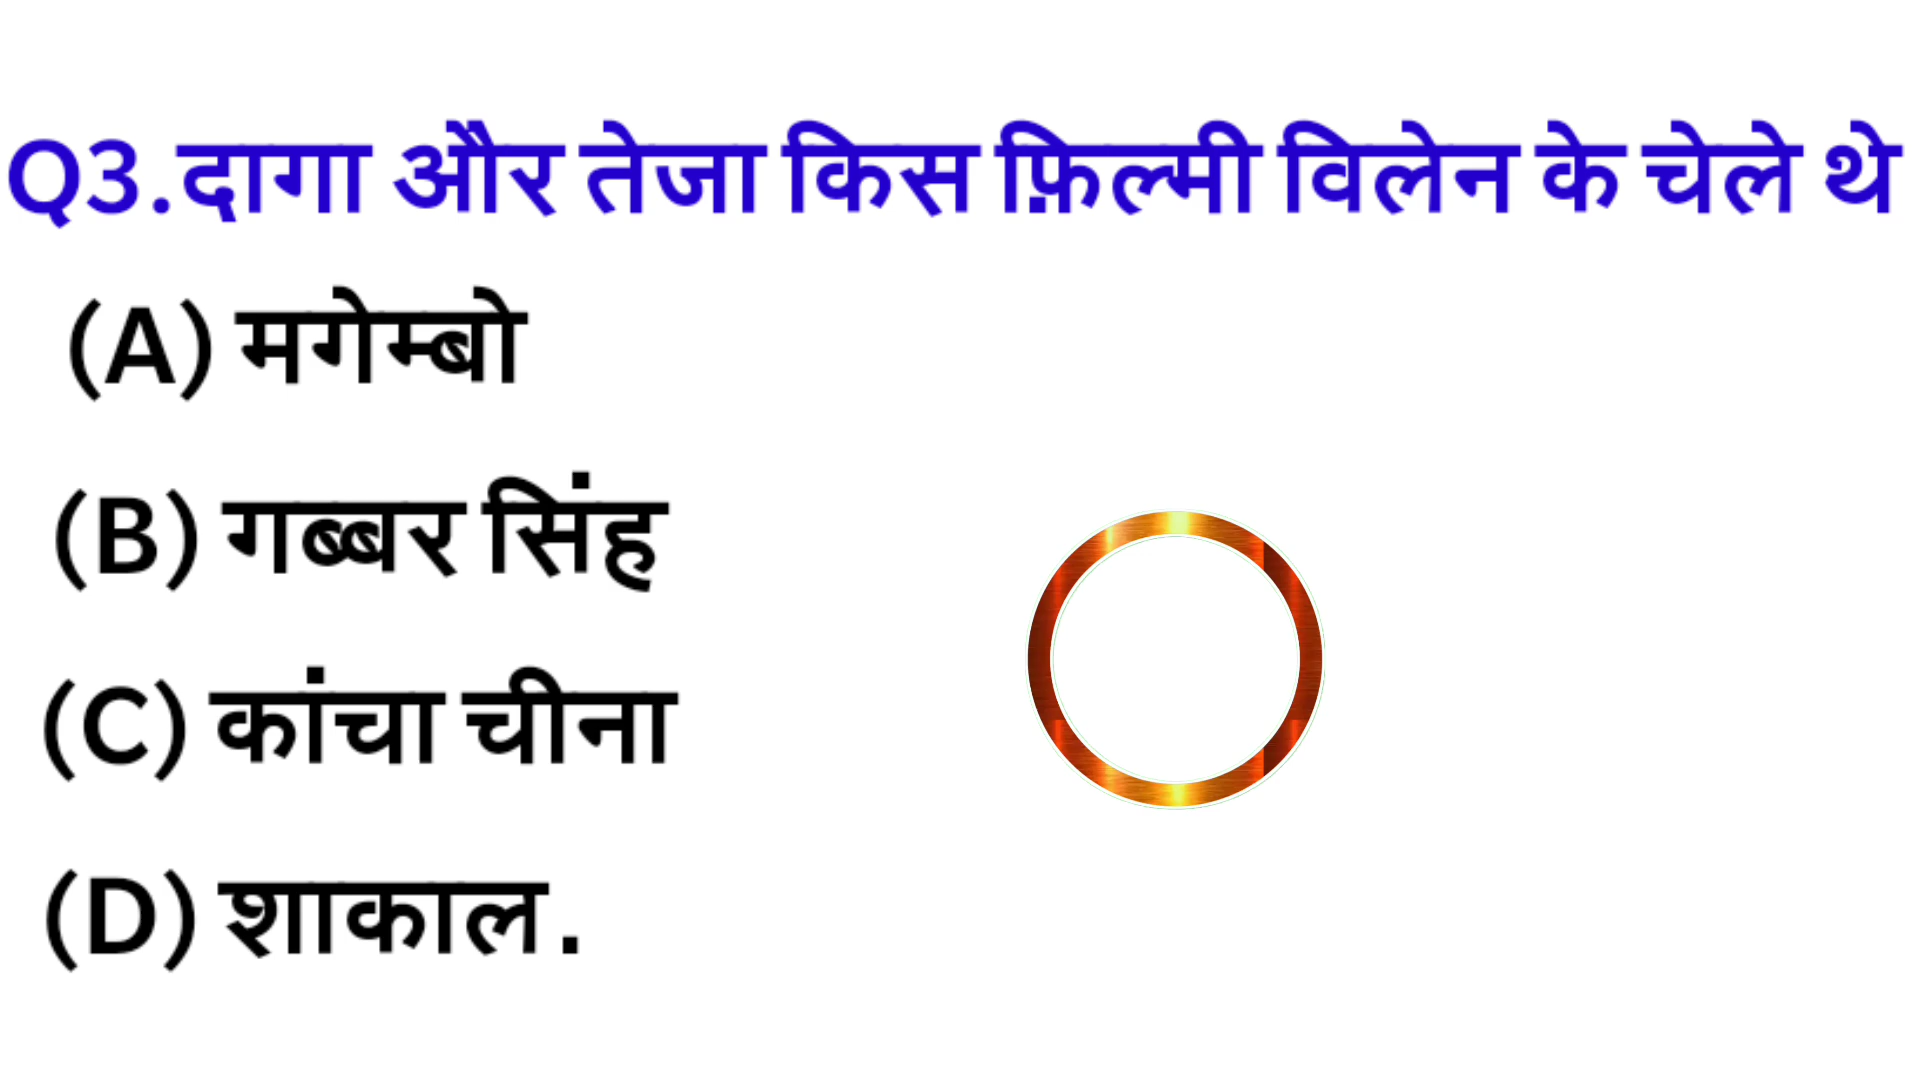 Q3.दागा और तेजा किस फ़िल्मी विलेन के चेले थे
(A) मगेम्बो
(B) गब्बर सिंह
(C) कांचा चीना
(D) शाकाल.